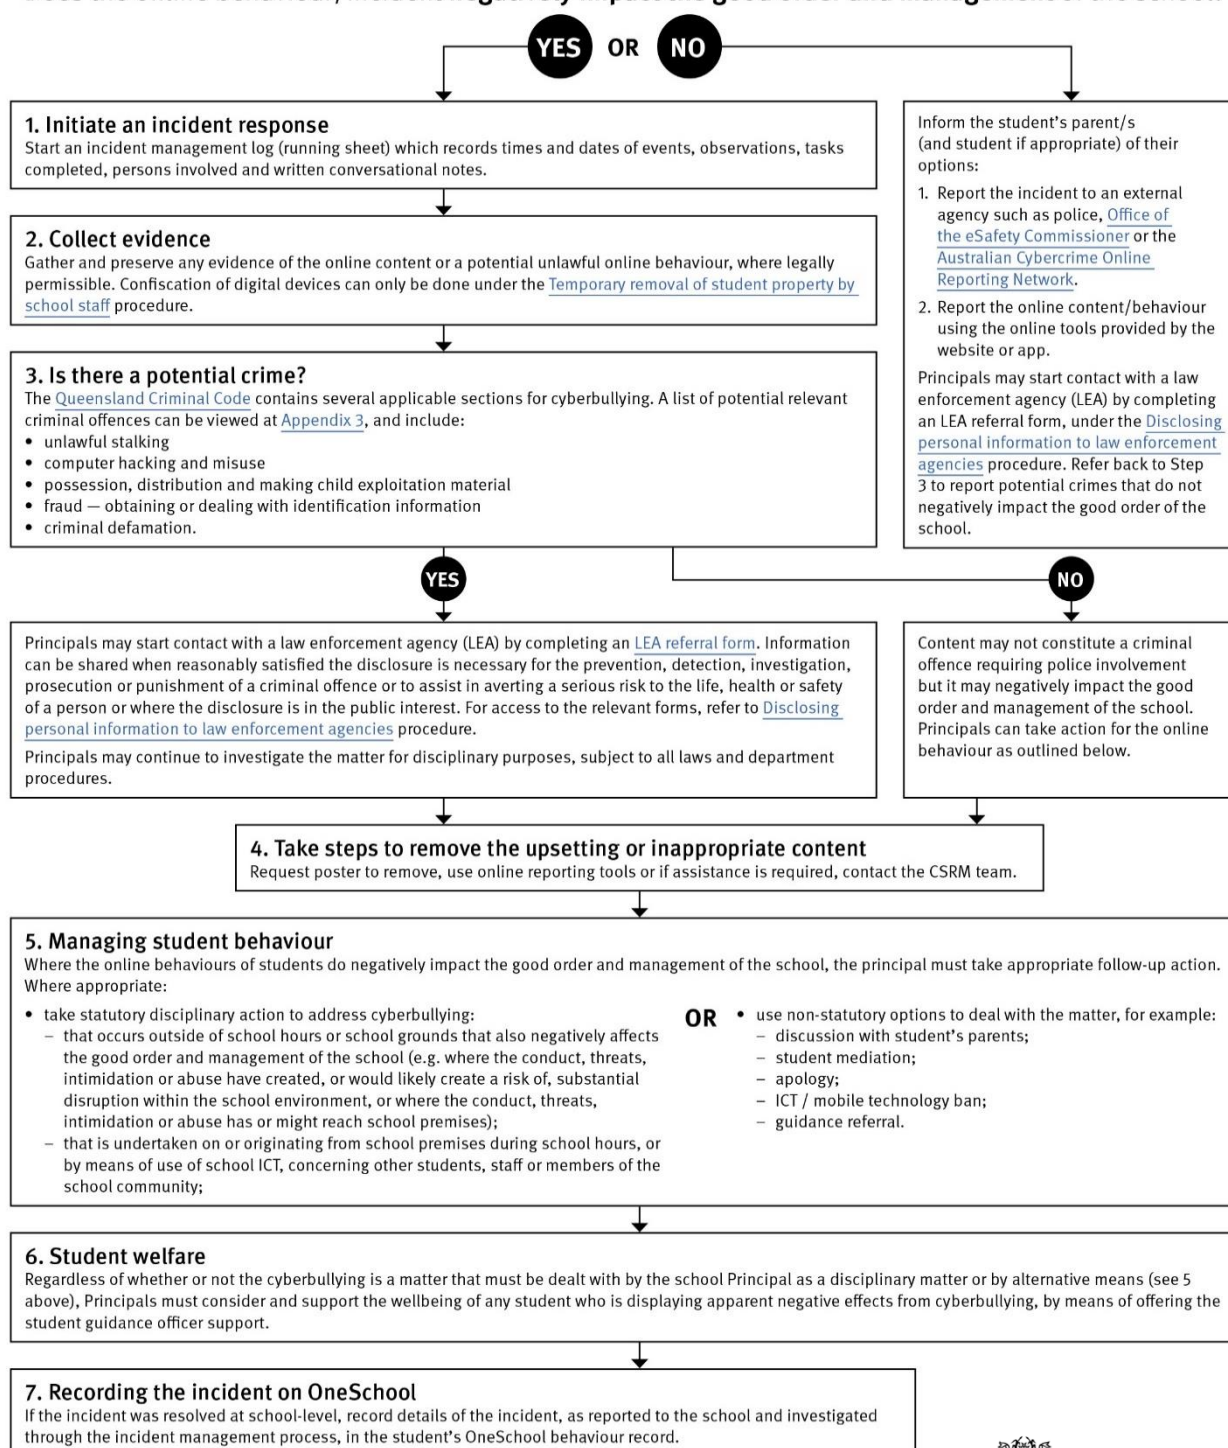 YES OR NO
1. Initiate an incident response
Start an incident management log (running sheet) which records times and dates of events, observations, tasks
completed, persons involved and written conversational notes.
2. Collect evidence
Gather and preserve any evidence of the online content or a potential unlawful online behaviour, where legally
permissible. Confiscation of digital devices can only be done under the Temporary removal of student property by
school staff procedure.
3. Is there a potential crime?
The Queensland Criminal Code contains several applicable sections for cyberbullying. A list of potential relevant
criminal offences can be viewed at Appendix 3, and include:
• unlawful stalking
• computer hacking and misuse
• possession, distribution and making child exploitation material
• fraud — obtaining or dealing with identification information
• criminal defamation.
Inform the student's parent/s
(and student if appropriate) of their
options:
1. Report the incident to an external
agency such as police, Office of
the eSafety Commissioner or the
Australian Cybercrime Online
Reporting Network.
2. Report the online content/behaviour
using the online tools provided by the
website or app.
Principals may start contact with a law
enforcement agency (LEA) by completing
an LEA referral form, under the Disclosing
personal information to law enforcement
agencies procedure. Refer back to Step
3 to report potential crimes that do not
negatively impact the good order of the
school.
YES
NO
Principals may start contact with a law enforcement agency (LEA) by completing an LEA referral form. Information
can be shared when reasonably satisfied the disclosure is necessary for the prevention, detection, investigation,
prosecution or punishment of a criminal offence or to assist in averting a serious risk to the life, health or safety
of a person or where the disclosure is in the public interest. For access to the relevant forms, refer to Disclosing
personal information to law enforcement agencies procedure.
Principals may continue to investigate the matter for disciplinary purposes, subject to all laws and department
procedures.
Content may not constitute a criminal
offence requiring police involvement
but it may negatively impact the good
order and management of the school.
Principals can take action for the online
behaviour as outlined below.
4. Take steps to remove the upsetting or inappropriate content
Request poster to remove, use online reporting tools or if assistance is required, contact the CSRM team.
5. Managing student behaviour
Where the online behaviours of students do negatively impact the good order and management of the school, the principal must take appropriate follow-up action.
Where appropriate:
• take statutory disciplinary action to address cyberbullying:
– that occurs outside of school hours or school grounds that also negatively affects
the good order and management of the school (e.g. where the conduct, threats,
intimidation or abuse have created, or would likely create a risk of, substantial
disruption within the school environment, or where the conduct, threats,
intimidation or abuse has or might reach school premises);
– that is undertaken on or originating from school premises during school hours, or
by means of use of school ICT, concerning other students, staff or members of the
school community;
OR
• use non-statutory options to deal with the matter, for example:
– discussion with student's parents;
– student mediation;
– apology;
– ICT / mobile technology ban;
– guidance referral.
6. Student welfare
Regardless of whether or not the cyberbullying is a matter that must be dealt with by the school Principal as a disciplinary matter or by alternative means (see 5
above), Principals must consider and support the wellbeing of any student who is displaying apparent negative effects from cyberbullying, by means of offering the
student guidance officer support.
7. Recording the incident on OneSchool
If the incident was resolved at school-level, record details of the incident, as reported to the school and investigated
through the incident management process, in the student's OneSchool behaviour record.